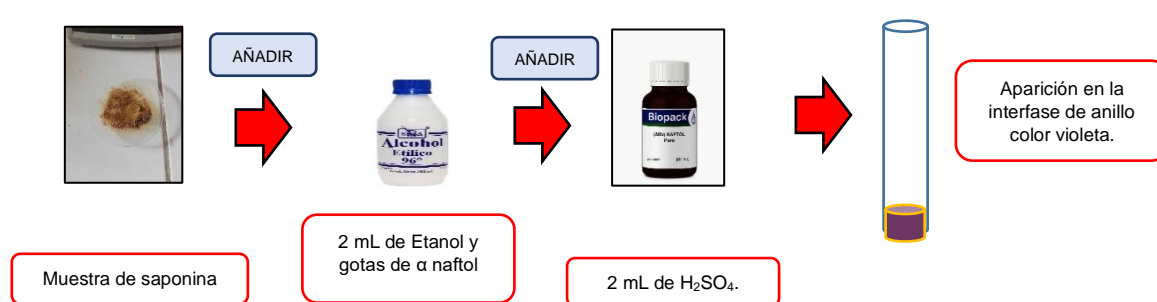 AÑADIR
AÑADIR
Alcohol
Etílico
96°
Biopack
(Alfa) NAFTOL
Muestra de saponina
2 mL de Etanol y
gotas de α naftol
2 mL de H₂SO₄.
Aparición en la
interfase de anillo
color violeta.